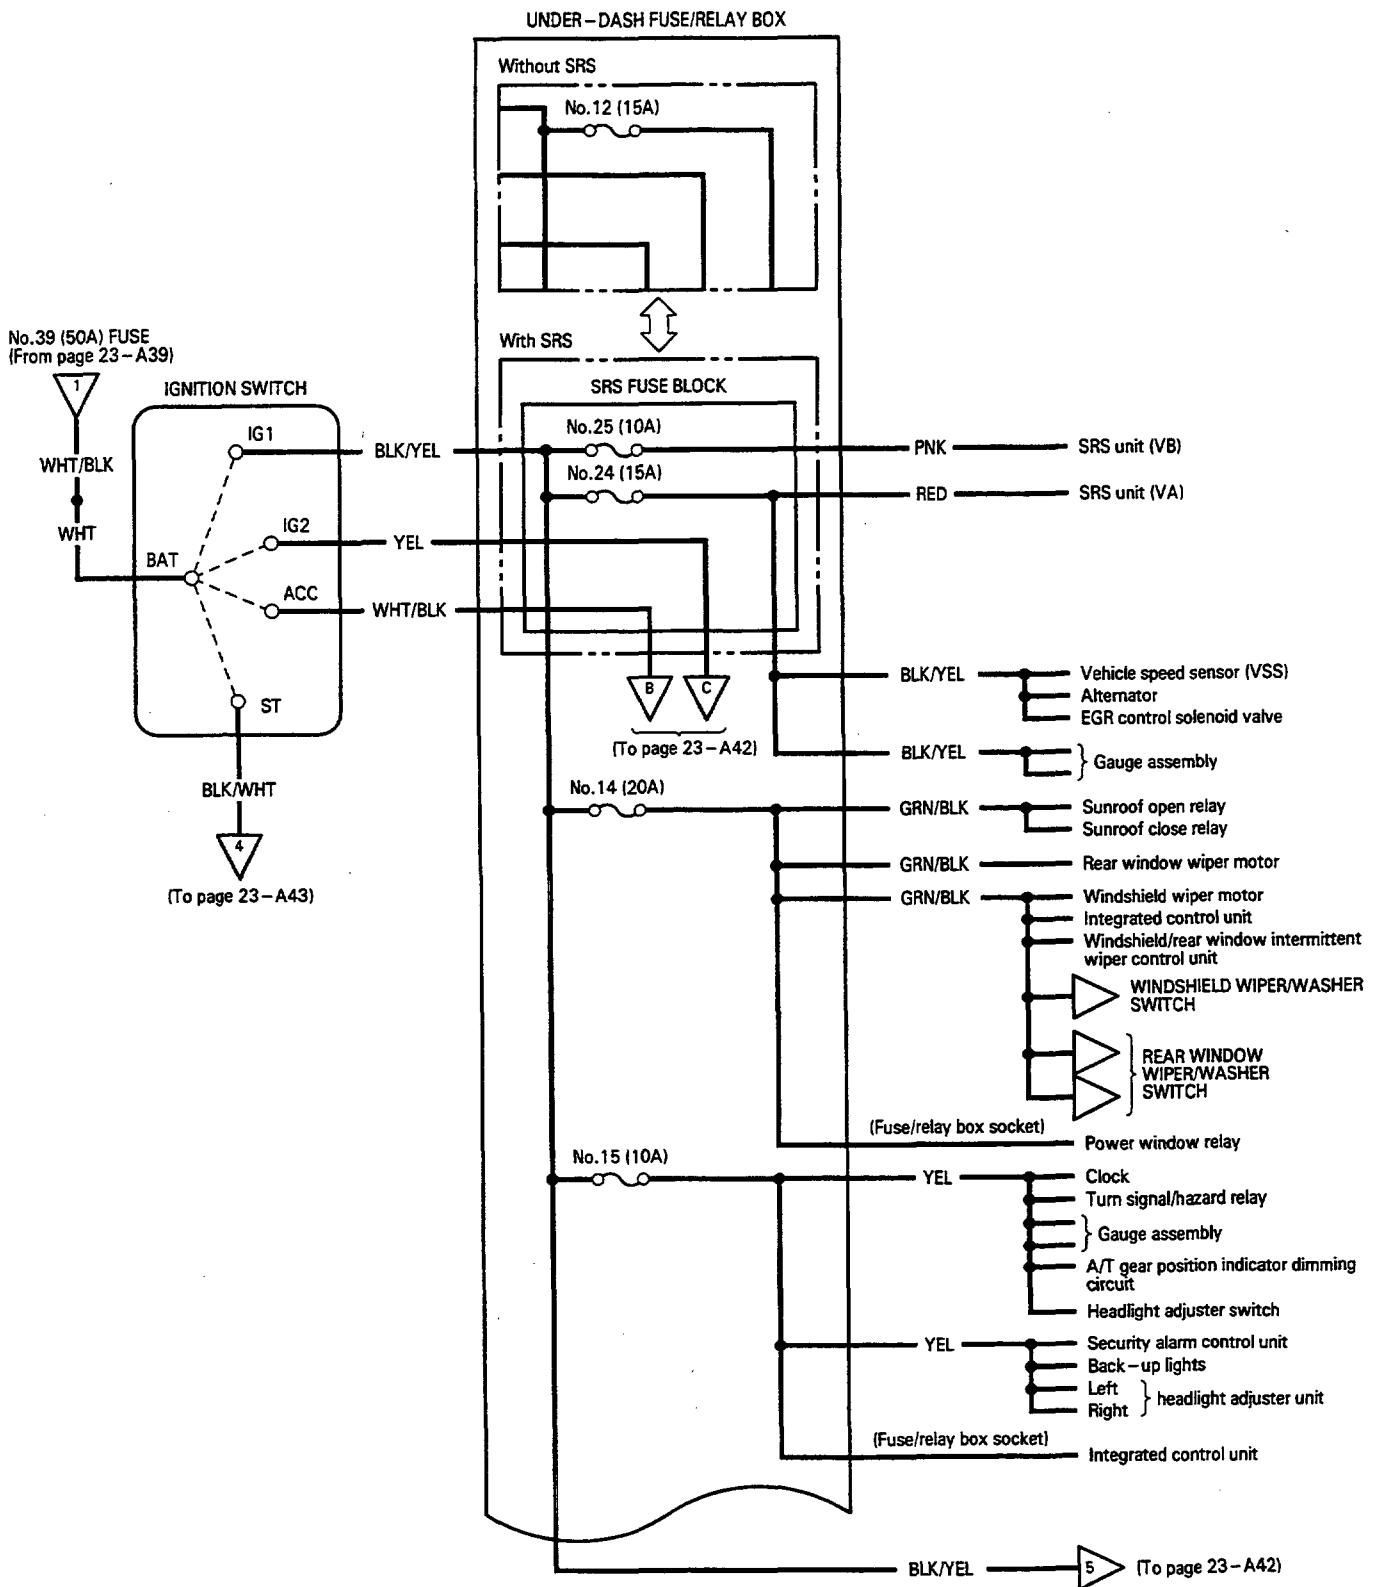 UNDER-DASH FUSE/RELAY BOX
Without SRS
No.12 (15A)
With SRS
SRS FUSE BLOCK
No.25 (10A)
No.24 (15A)
No.39 (50A) FUSE
(From page 23-A39)
1
WHT/BLK
WHT
IGNITION SWITCH
IG1
IG2
BAT
ACC
ST
BLK/YEL
YEL
WHT/BLK
BLK/WHT
4
(To page 23-A43)
B
C
(To page 23-A42)
PNK
SRS unit (VB)
RED
SRS unit (VA)
BLK/YEL
Vehicle speed sensor (VSS)
Alternator
EGR control solenoid valve
BLK/YEL
Gauge assembly
No.14 (20A)
GRN/BLK
Sunroof open relay
Sunroof close relay
GRN/BLK
Rear window wiper motor
GRN/BLK
Windshield wiper motor
Integrated control unit
Windshield/rear window intermittent
wiper control unit
WINDSHIELD WIPER/WASHER
SWITCH
REAR WINDOW
WIPER/WASHER
SWITCH
(Fuse/relay box socket)
Power window relay
No.15 (10A)
YEL
Clock
Turn signal/hazard relay
Gauge assembly
A/T gear position indicator dimming
circuit
Headlight adjuster switch
YEL
Security alarm control unit
Back-up lights
Left
Right
headlight adjuster unit
(Fuse/relay box socket)
Integrated control unit
BLK/YEL
5
(To page 23-A42)